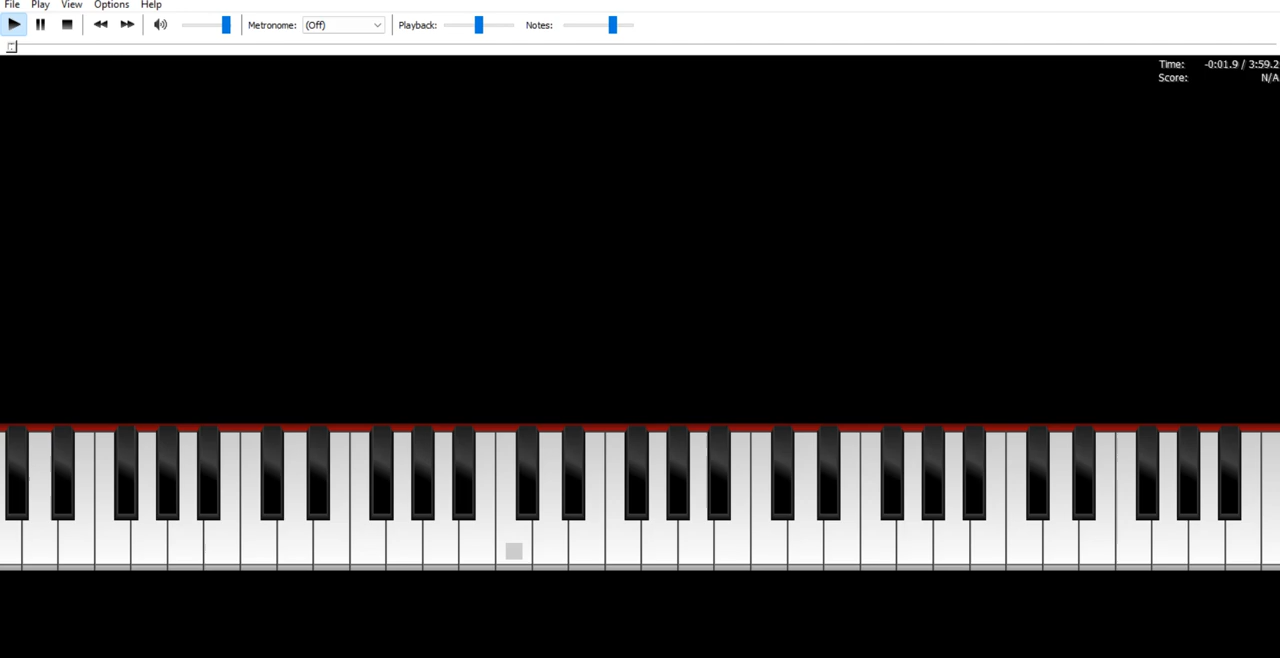 File Play View Options Help
Metronome: (Off) Playback: Notes:
Time: -0:01.9 / 3:59.2
Score: N/A